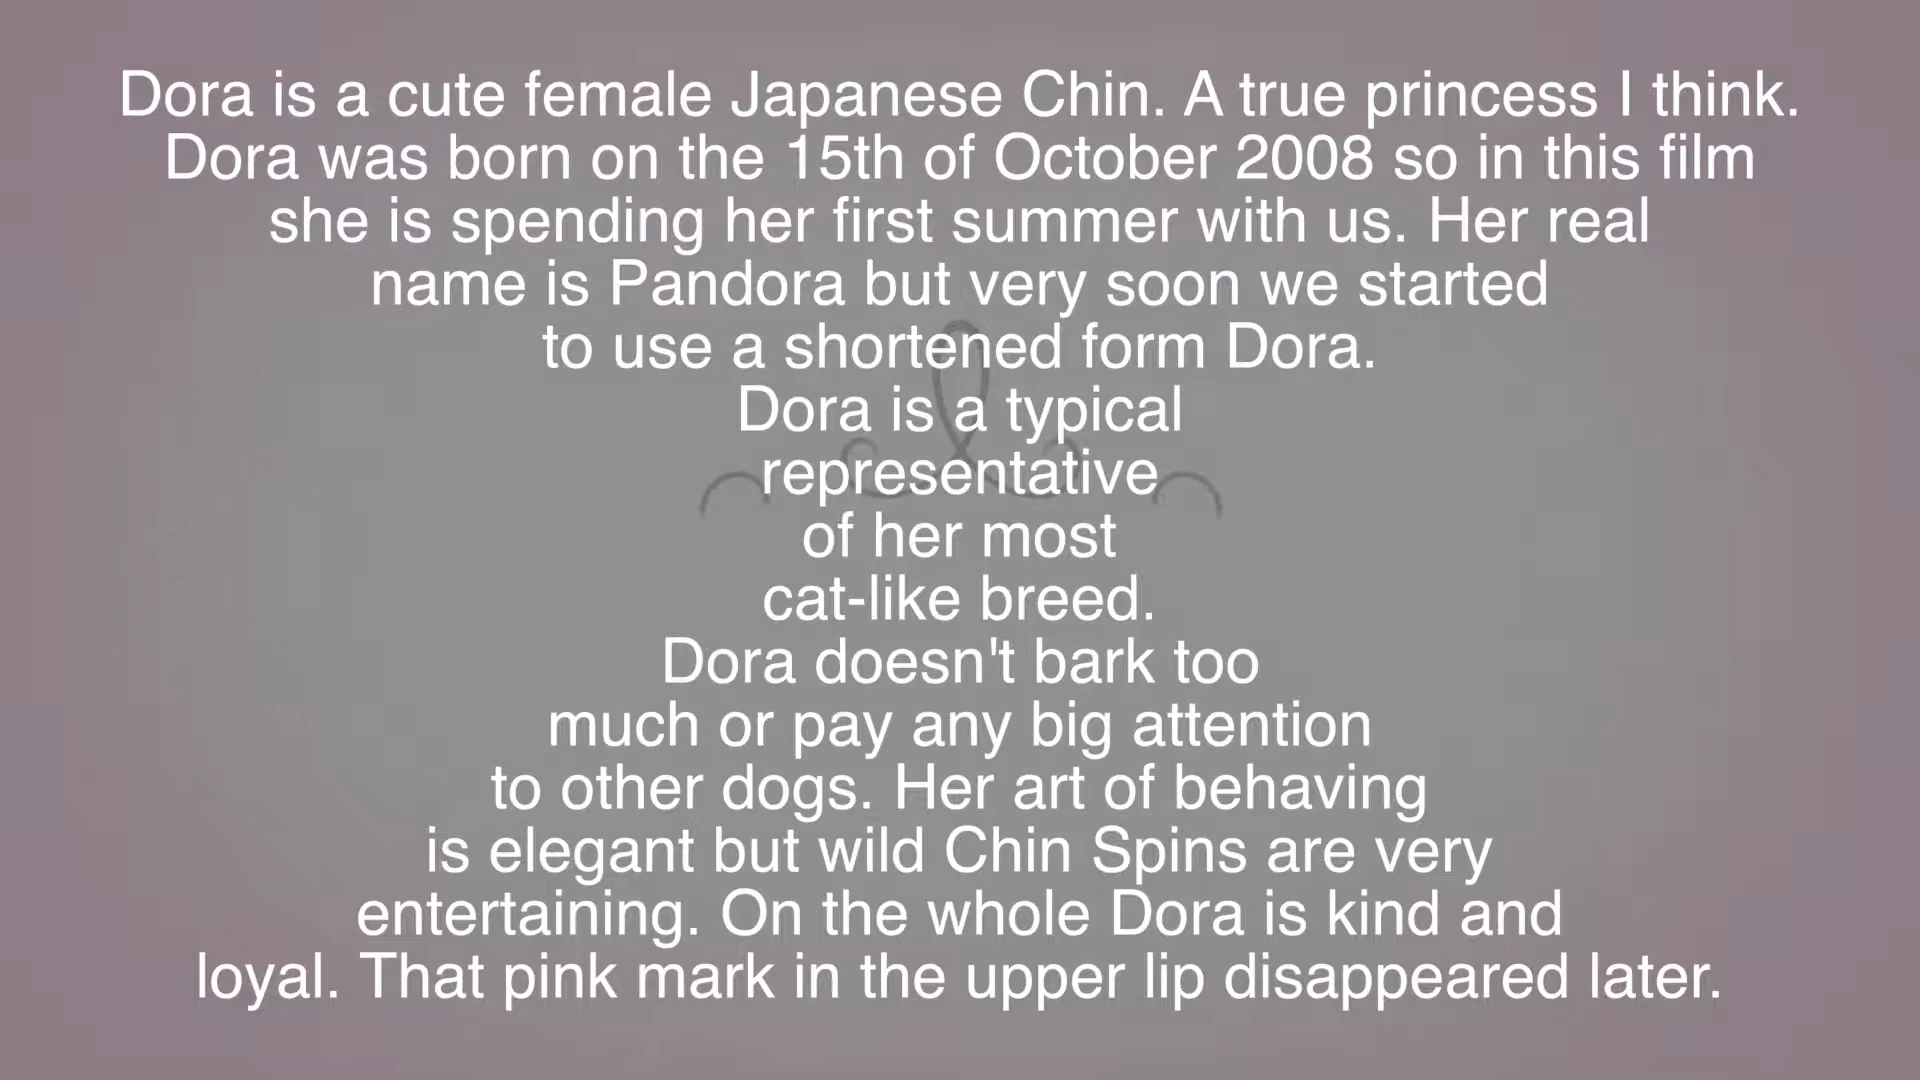 Dora is a cute female Japanese Chin. A true princess I think.
Dora was born on the 15th of October 2008 so in this film
she is spending her first summer with us. Her real
name is Pandora but very soon we started
to use a shortened form Dora.
Dora is a typical
representative
of her most
cat-like breed.
Dora doesn't bark too
much or pay any big attention
to other dogs. Her art of behaving
is elegant but wild Chin Spins are very
entertaining. On the whole Dora is kind and
loyal. That pink mark in the upper lip disappeared later.